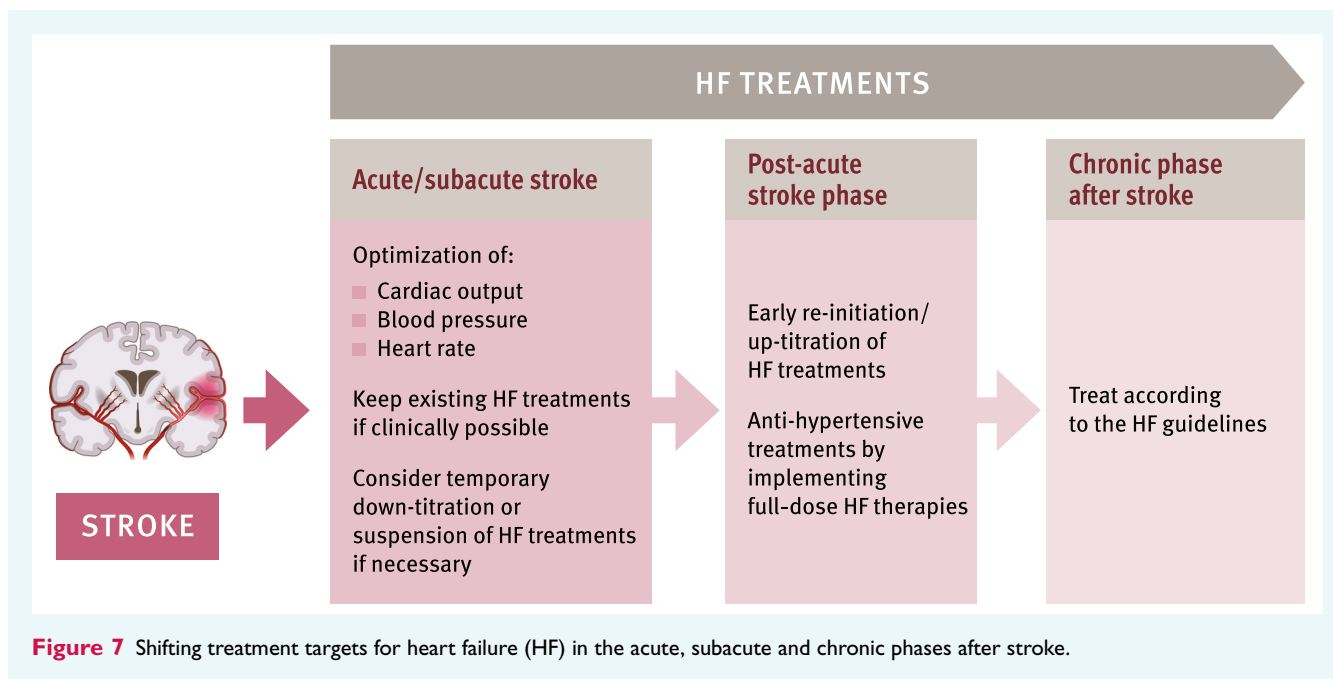 HF TREATMENTS
Acute/subacute stroke
Optimization of:
Cardiac output
Blood pressure
Heart rate
Keep existing HF treatments
if clinically possible
Consider temporary
down-titration or
suspension of HF treatments
if necessary
Post-acute
stroke phase
Early re-initiation/
up-titration of
HF treatments
Anti-hypertensive
treatments by
implementing
full-dose HF therapies
Chronic phase
after stroke
Treat according
to the HF guidelines
STROKE
Figure 7 Shifting treatment targets for heart failure (HF) in the acute, subacute and chronic phases after stroke.